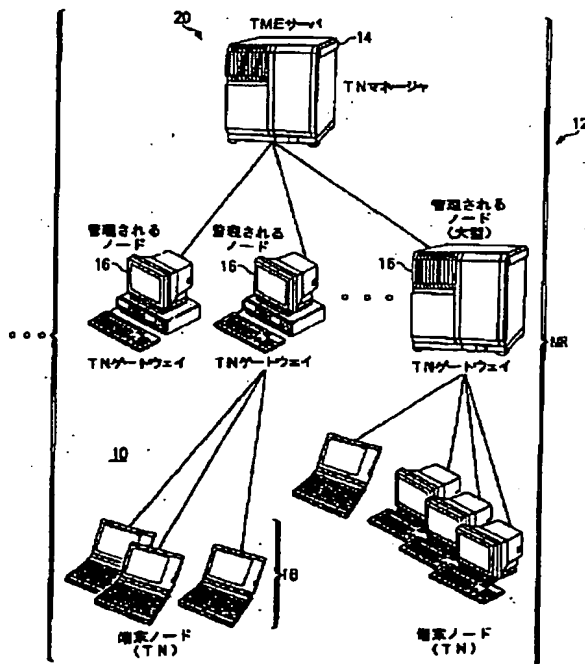 20
TMEサーバ
14
TNマネージャ
12
管理される
ノード
16
管理される
ノード
16
管理される
ノード
(大型)
16
TNゲートウェイ
TNゲートウェイ
TNゲートウェイ
MR
10
18
端末ノード
(TN)
端末ノード
(TN)